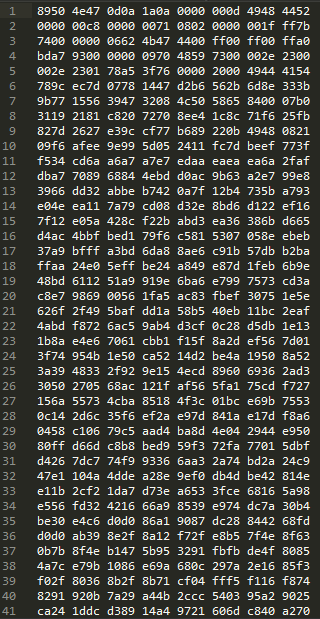 1 8950 4e47 0d0a 1a0a 0000 000d 4948 4452
2 0000 00c8 0000 0071 0802 0000 001f ff7b
3 7400 0000 0662 4b47 4400 ff00 ff00 ffa0
4 bda7 9300 0000 0970 4859 7300 002e 2300
5 002e 2301 78a5 3f76 0000 2000 4944 4154
6 789c ec7d 0778 1447 d2b6 562b 6d8e 333b
7 9b77 1556 3947 3208 4c50 5865 8400 07b0
8 3119 2181 c820 7270 8ee4 1c8c 71f6 25fb
9 827d 2627 e39c cf77 b689 220b 4948 0821
10 09f6 afee 9e99 5d05 2411 fc7d beef 773f
11 f534 cd6a a6a7 a7e7 edaa eaea ea6a 2faf
12 dba7 7089 6884 4ebd d0ac 9b63 a2e7 99e8
13 3966 dd32 abbe b742 0a7f 12b4 735b a793
14 e04e ea11 7a79 cd08 d32e 8bd6 d122 ef16
15 7f12 e05a 428c f22b abd3 ea36 386b d665
16 d4ac 4bbf bed1 79f6 c581 5307 058e ebeb
17 37a9 bfff a3bd 6da8 8ae6 c91b 57db b2ba
18 ffaa 24e0 5eff be24 a849 e87d 1feb 6b9e
19 48bd 6112 51a9 919e 6ba6 e799 7573 cd3a
20 c8e7 9869 0056 1fa5 ac83 fbef 3075 1e5e
21 626f 2f49 5baf dd1a 58b5 40eb 11bc 2eaf
22 4abd f872 6ac5 9ab4 d3cf 0c28 d5db 1e13
23 1b8a e4e6 7061 cbb1 f15f 8a2d ef56 7d01
24 3f74 954b 1e50 ca52 14d2 be4a 1950 8a52
25 3a39 4833 2f92 9e15 4ecd 8960 6936 2ad3
26 3050 2705 68ac 121f af56 5fa1 75cd f727
27 156a 5573 4cba 8518 4f3c 01bc e69b 7553
28 0c14 2d6c 35f6 ef2a e97d 841a e17d f8a6
29 0458 c106 79c5 aad4 ba8d 4e04 2944 e950
30 80ff d66d c8b8 bed9 59f3 72fa 7701 5dbf
31 d426 7dc7 74f9 9336 6aa3 2a74 bd2a 24c9
32 47e1 104a 4dde a28e 9ef0 db4d be42 814e
33 e11b 2cf2 1da7 d73e a653 3fce 6816 5a98
34 e556 fd32 4216 66a9 8539 e974 dc7a 30b4
35 be30 e4c6 d0d0 86a1 9087 dc28 8442 68fd
36 d0d0 ab39 8e2f 8a12 f72f e8b5 7f4e 8f63
37 0b7b 8f4e b147 5b95 3291 fbfb de4f 8085
38 4a7c e79b 1086 e69a 680c 297a 2e16 85f3
39 f02f 8036 8b2f 8b71 cf04 fff5 f116 f874
40 8291 920b 7a29 a44b 2ccc 5403 95a2 9025
41 ca24 1ddc d389 14a4 9721 606d c840 a270